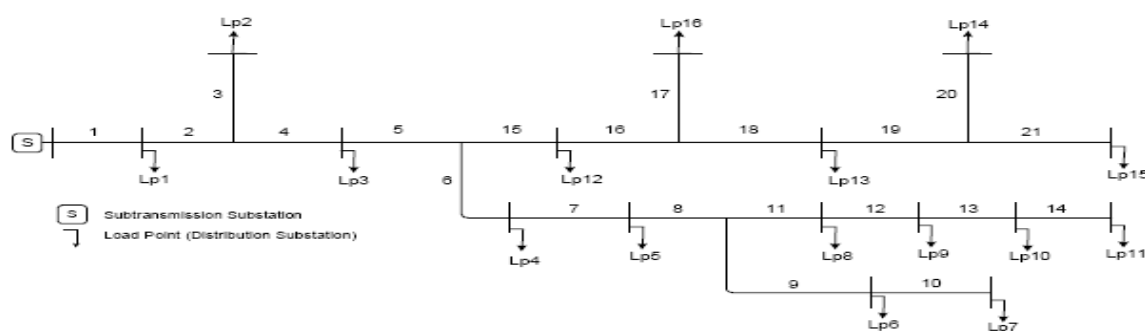 Lp2
Lp16
Lp14
3
17
20
S
1
2
4
5
15
16
18
19
21
Lp1
Lp3
6
Lp12
Lp13
Lp15
S Subtransmission Substation
Load Point (Distribution Substation)
7
8
11
12
13
14
Lp4
Lp5
Lp8
Lp9
Lp10
Lp11
9
10
Lp6
Lp7